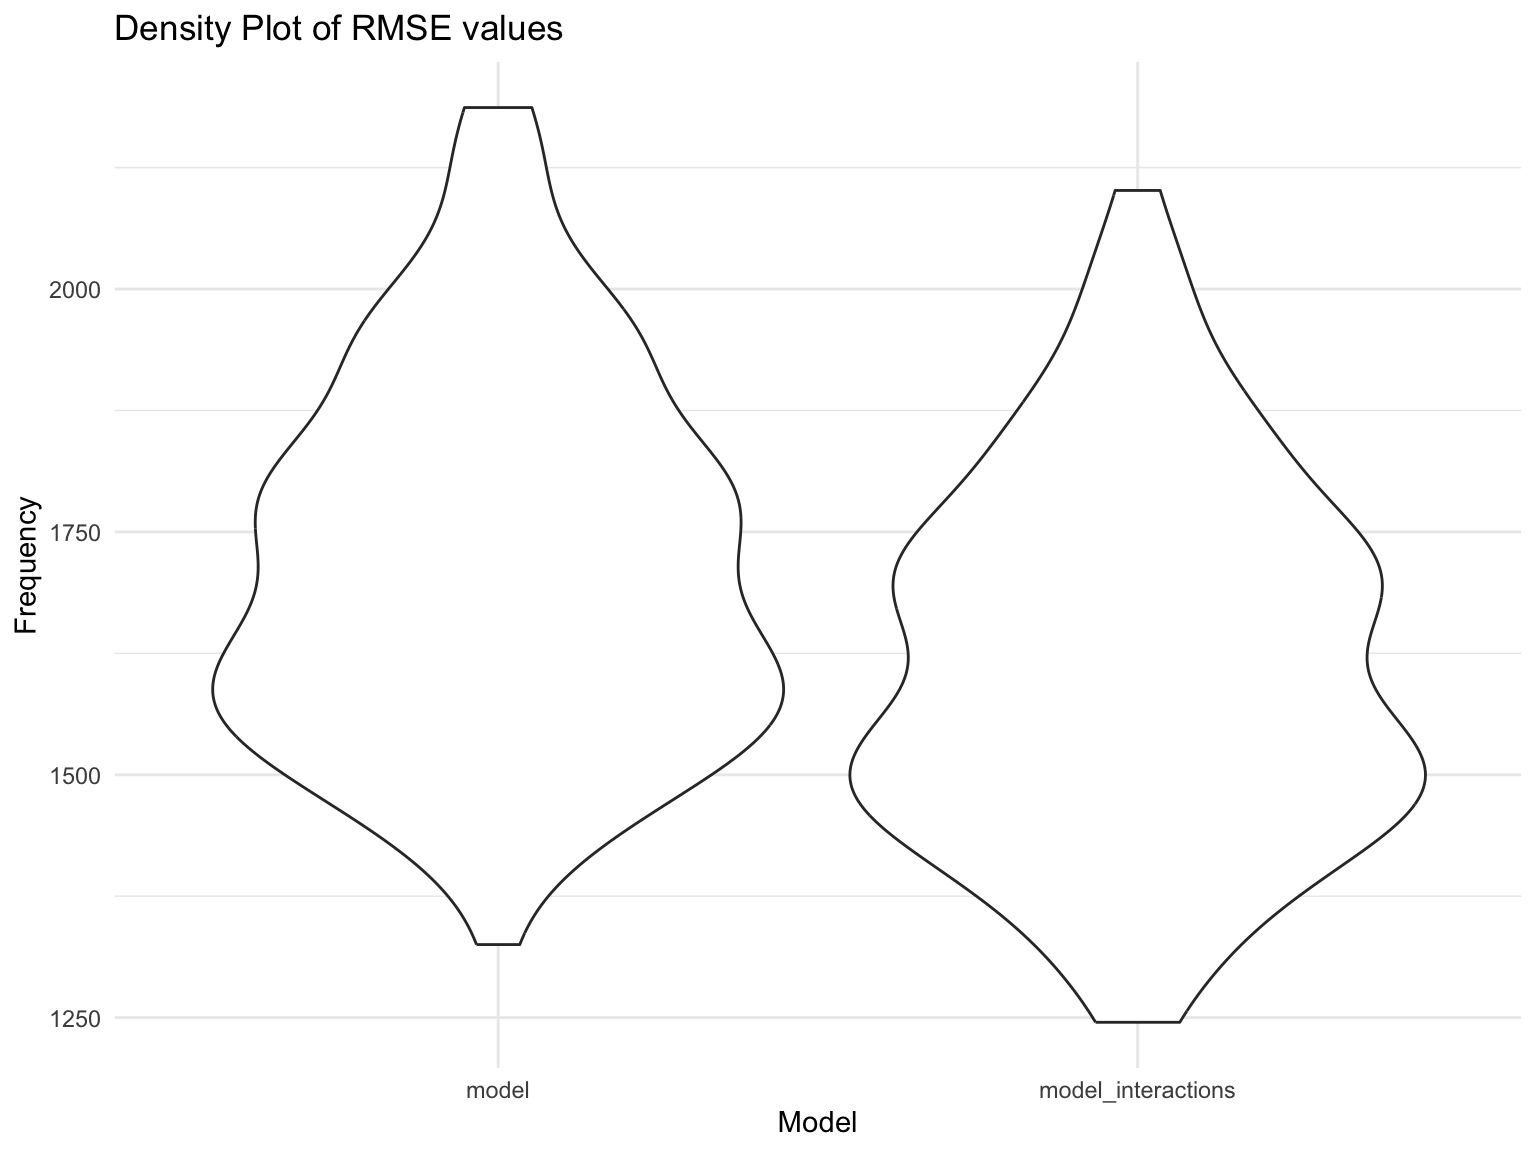 Density Plot of RMSE values
Frequency
2000
1750
1500
1250
model
model_interactions
Model